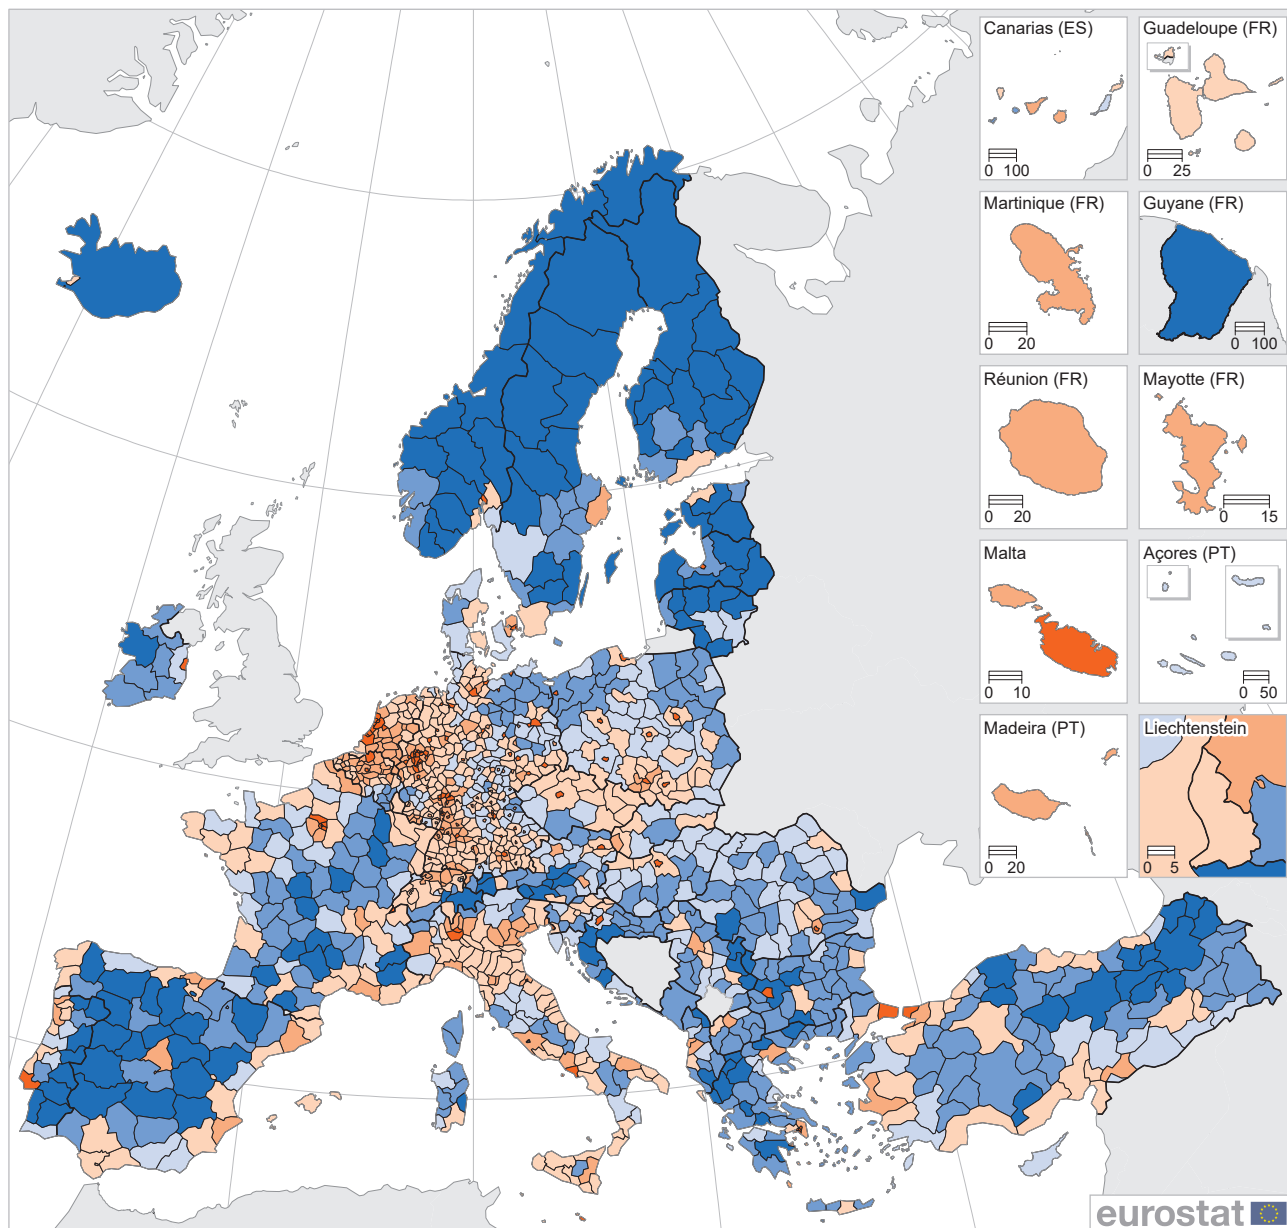 Canarias (ES)
0 100
Guadeloupe (FR)
0 25
Martinique (FR)
0 20
Guyane (FR)
0 100
Réunion (FR)
0 20
Mayotte (FR)
0 15
Malta
0 10
Açores (PT)
0 50
Madeira (PT)
0 20
Liechtenstein
0 5
eurostat